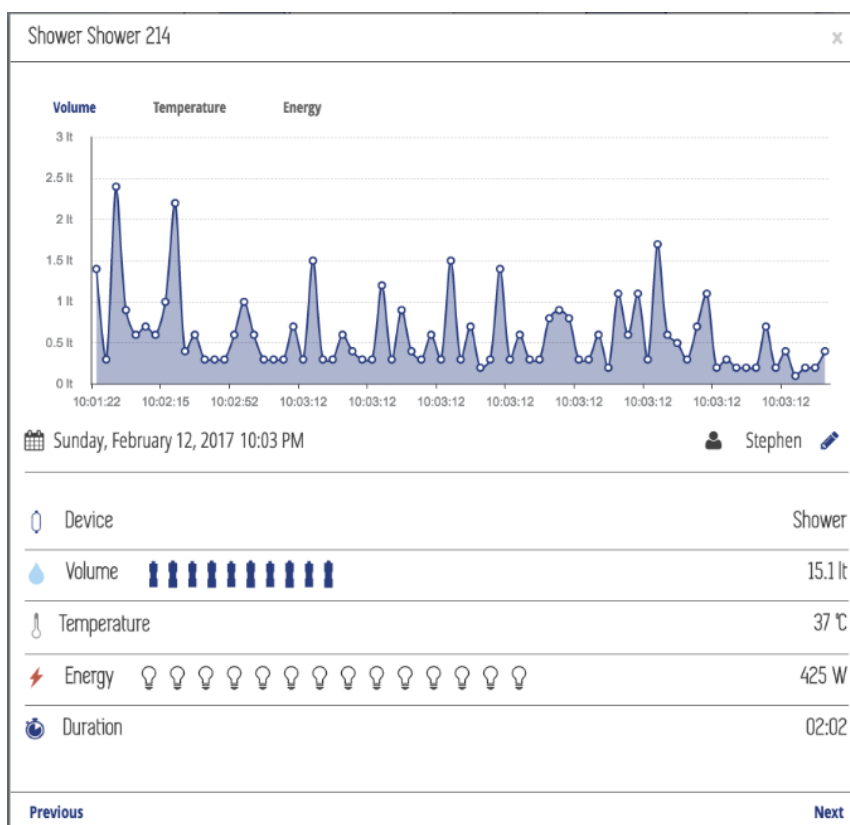 Shower Shower 214 x
Volume Temperature Energy
3 lt
2.5 lt
2 lt
1.5 lt
1 lt
0.5 lt
0 lt
10:01:22 10:02:15 10:02:52 10:03:12 10:03:12 10:03:12 10:03:12 10:03:12 10:03:12 10:03:12 10:03:12
Sunday, February 12, 2017 10:03 PM Stephen
Device Shower
Volume 15.1 lt
Temperature 37 °C
Energy 425 W
Duration 02:02
Previous Next